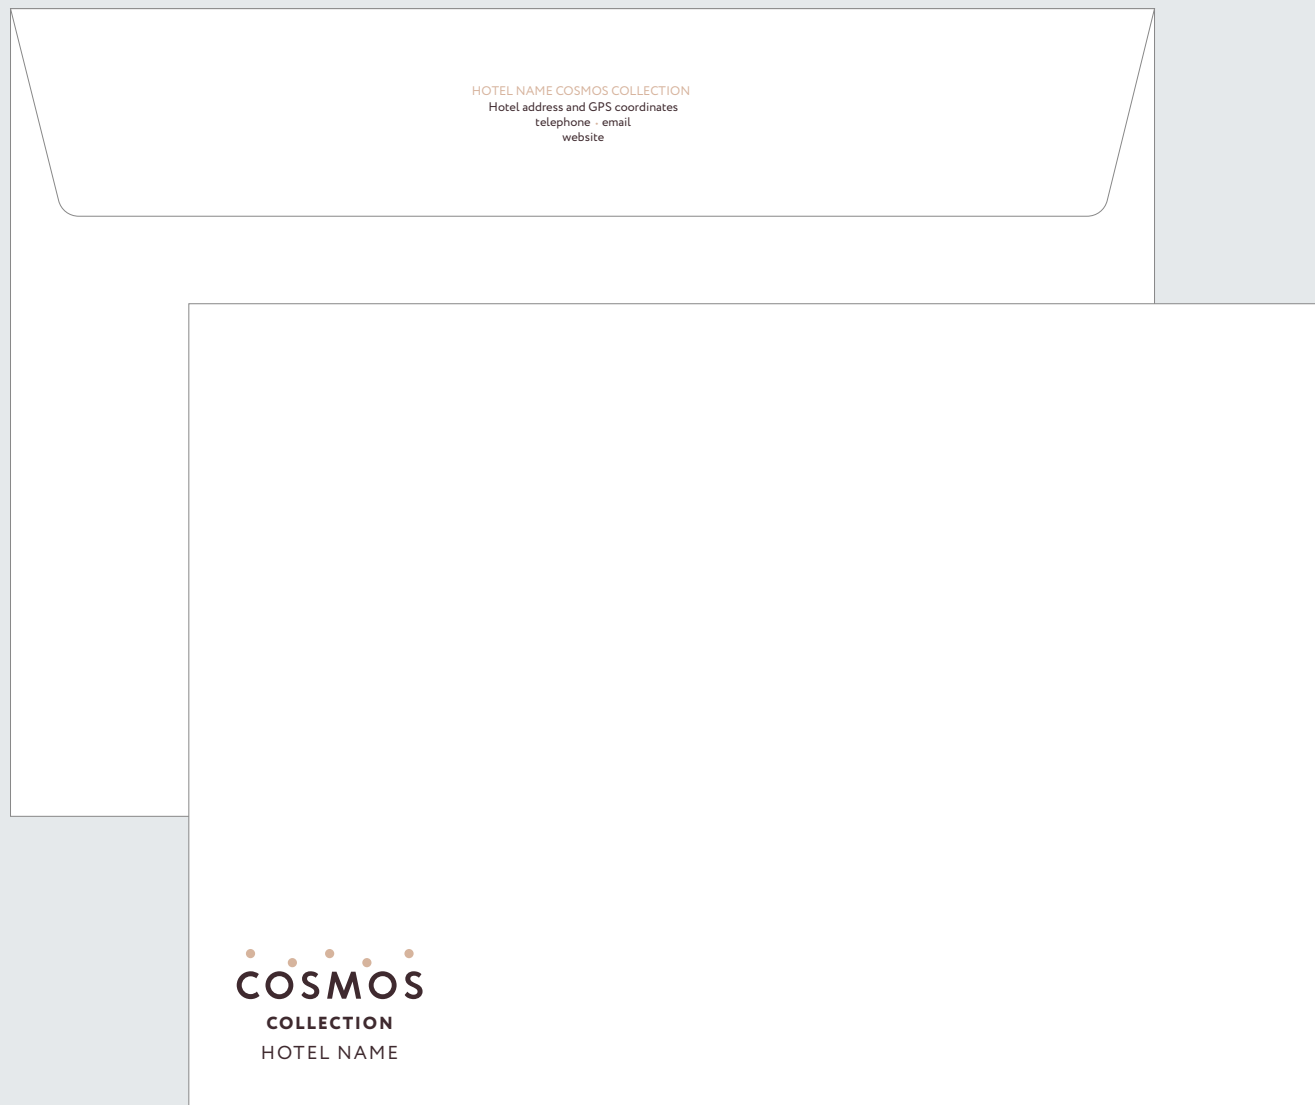 HOTEL NAME COSMOS COLLECTION
Hotel address and GPS coordinates
telephone · email
website
COSMOS
COLLECTION
HOTEL NAME